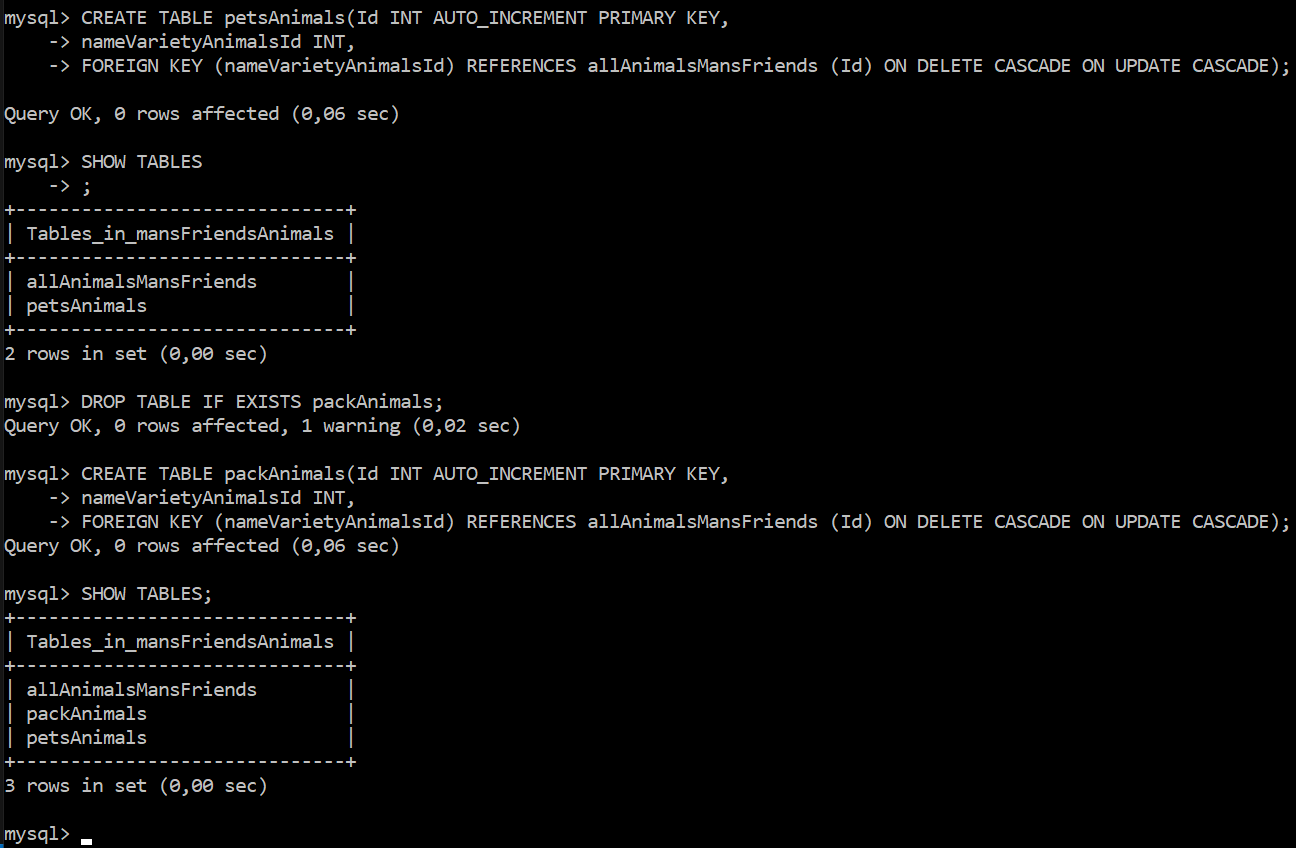 mysql> CREATE TABLE petsAnimals(Id INT AUTO_INCREMENT PRIMARY KEY,
    -> nameVarietyAnimalsId INT,
    -> FOREIGN KEY (nameVarietyAnimalsId) REFERENCES allAnimalsMansFriends (Id) ON DELETE CASCADE ON UPDATE CASCADE);
Query OK, 0 rows affected (0,06 sec)
mysql> SHOW TABLES
    -> ;
+------------------------------+
| Tables_in_mansFriendsAnimals |
+------------------------------+
| allAnimalsMansFriends        |
| petsAnimals                  |
+------------------------------+
2 rows in set (0,00 sec)
mysql> DROP TABLE IF EXISTS packAnimals;
Query OK, 0 rows affected, 1 warning (0,02 sec)
mysql> CREATE TABLE packAnimals(Id INT AUTO_INCREMENT PRIMARY KEY,
    -> nameVarietyAnimalsId INT,
    -> FOREIGN KEY (nameVarietyAnimalsId) REFERENCES allAnimalsMansFriends (Id) ON DELETE CASCADE ON UPDATE CASCADE);
Query OK, 0 rows affected (0,06 sec)
mysql> SHOW TABLES;
+------------------------------+
| Tables_in_mansFriendsAnimals |
+------------------------------+
| allAnimalsMansFriends        |
| packAnimals                  |
| petsAnimals                  |
+------------------------------+
3 rows in set (0,00 sec)
mysql>